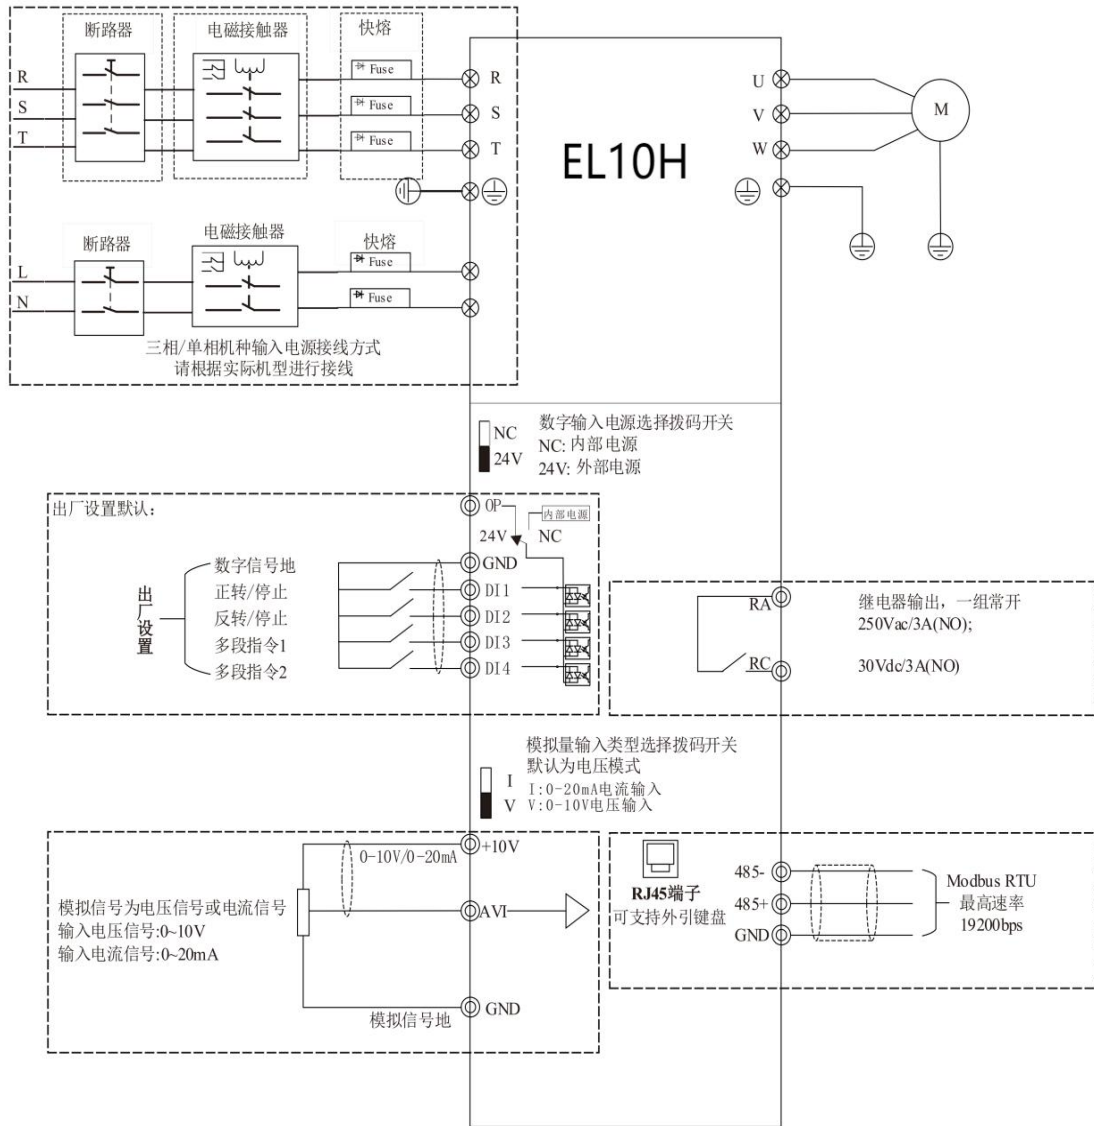 断路器
电磁接触器
快熔
R
S
T
Fuse
Fuse
Fuse
R
S
T
EL10H
U
V
W
M
断路器
电磁接触器
快熔
L
N
Fuse
Fuse
三相/单相机种输入电源接线方式
请根据实际机型进行接线
NC
24V
数字输入电源选择拨码开关
NC: 内部电源
24V: 外部电源
出厂设置默认:
出厂设置
数字信号地
正转/停止
反转/停止
多段指令1
多段指令2
OP
内部电源
24V
NC
GND
DI1
DI2
DI3
DI4
RA
RC
继电器输出，一组常开
250Vac/3A(NO);
30Vdc/3A(NO)
I
V
模拟量输入类型选择拨码开关
默认为电压模式
I:0-20mA电流输入
V:0-10V电压输入
0-10V/0-20mA
+10V
AVI
GND
模拟信号为电压信号或电流信号
输入电压信号:0~10V
输入电流信号:0~20mA
模拟信号地
RJ45端子
可支持外引键盘
485-
485+
GND
Modbus RTU
最高速率
19200bps